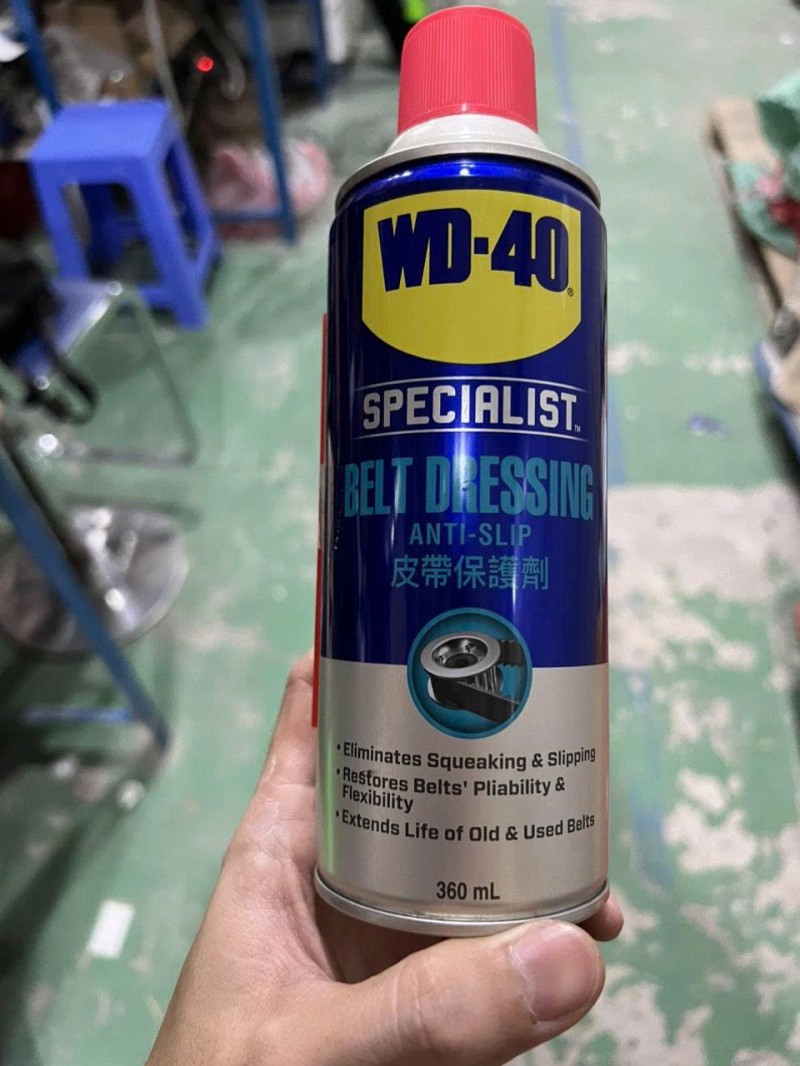 WD-40®
SPECIALIST™
BELT DRESSING
ANTI-SLIP
皮帶保護劑
• Eliminates Squeaking & Slipping
• Restores Belts' Pliability &
Flexibility
• Extends Life of Old & Used Belts
360 mL